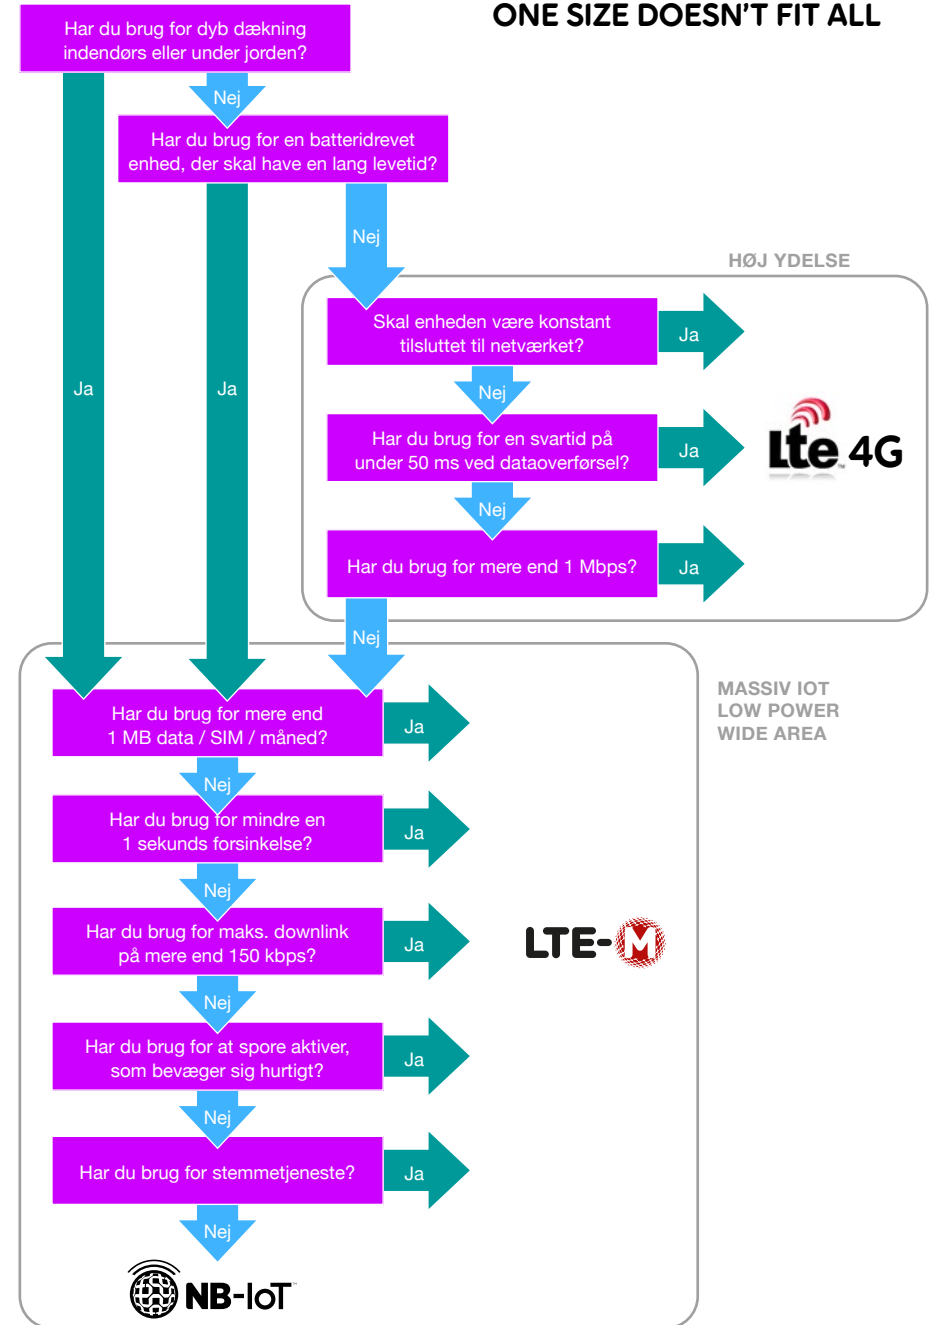 ONE SIZE DOESN'T FIT ALL
Har du brug for dyb dækning
indendørs eller under jorden?
Nej
Har du brug for en batteridrevet
enhed, der skal have en lang levetid?
Nej
HØJ YDELSE
Skal enheden være konstant
tilsluttet til netværket?
Ja
Ja
Ja
Nej
Har du brug for en svartid på
under 50 ms ved dataoverførsel?
Ja
Lte 4G
Nej
Har du brug for mere end 1 Mbps?
Ja
Nej
MASSIV IOT
LOW POWER
WIDE AREA
Har du brug for mere end
1 MB data / SIM / måned?
Ja
Nej
Har du brug for mindre en
1 sekunds forsinkelse?
Ja
Nej
Har du brug for maks. downlink
på mere end 150 kbps?
Ja
LTE-M
Nej
Har du brug for at spore aktiver,
som bevæger sig hurtigt?
Ja
Nej
Har du brug for stemmetjeneste?
Ja
Nej
NB-IoT